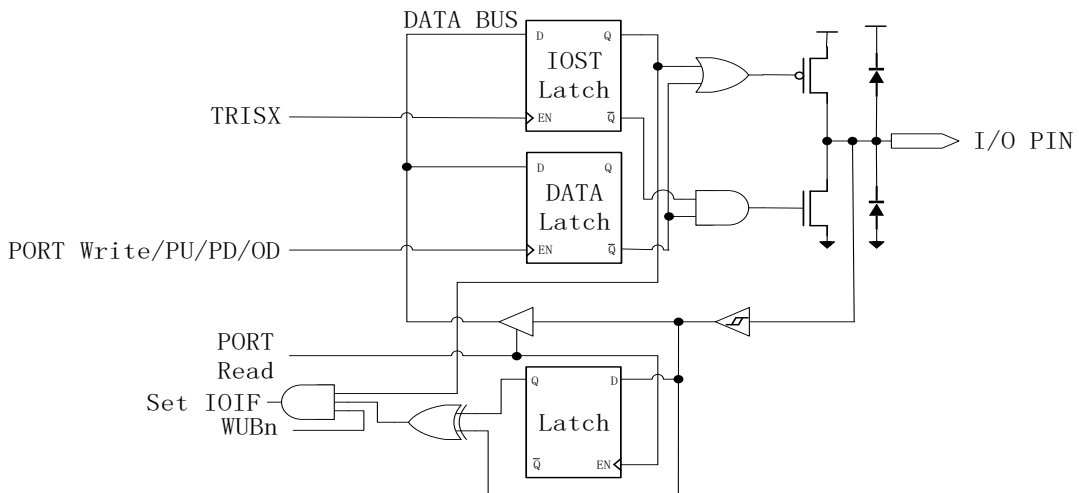 DATA BUS
D
Q
IOST
Latch
TRISX
EN
Q̅
I/O PIN
D
Q
DATA
Latch
PORT Write/PU/PD/OD
EN
Q̅
PORT
Read
Set IOIF
WUBn
Q
D
Latch
Q̅
EN